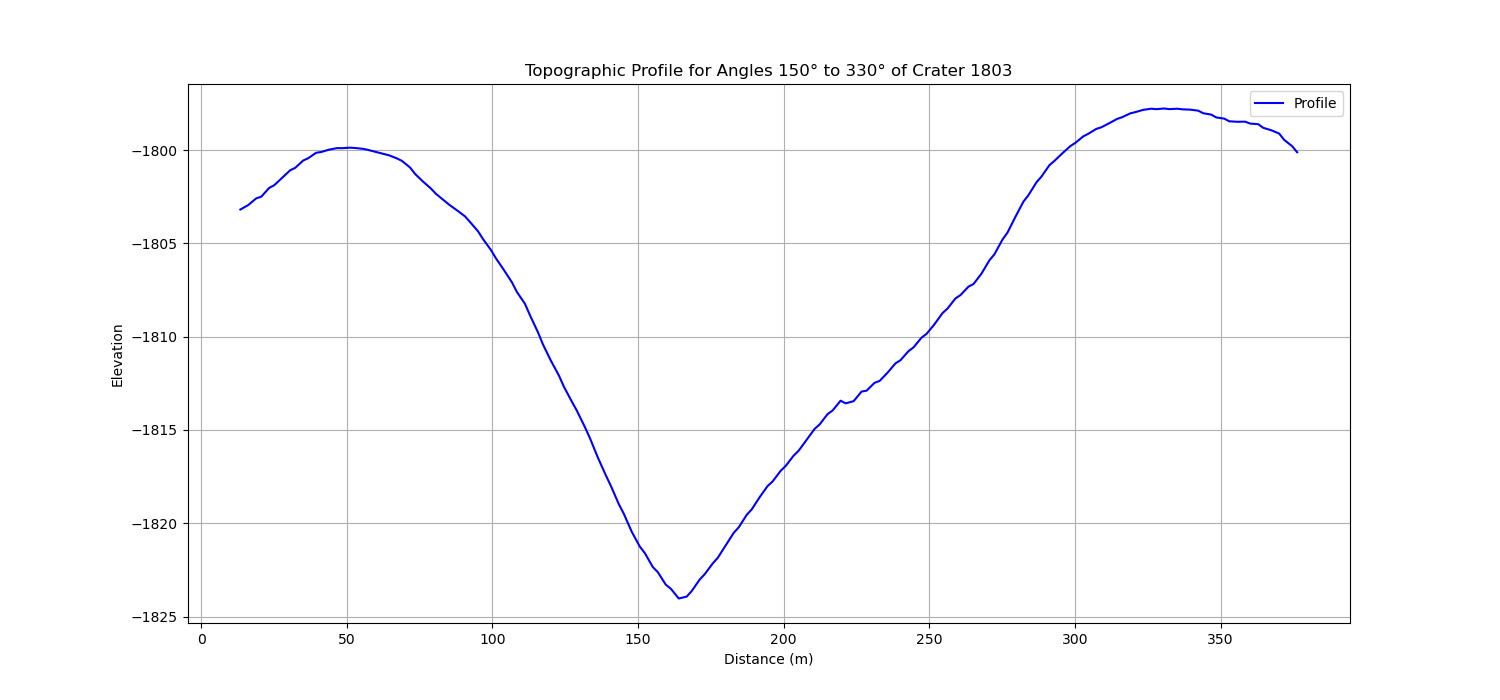 Topographic Profile for Angles 150° to 330° of Crater 1803
Profile
−1800
−1805
−1810
−1815
−1820
−1825
Elevation
0 50 100 150 200 250 300 350
Distance (m)